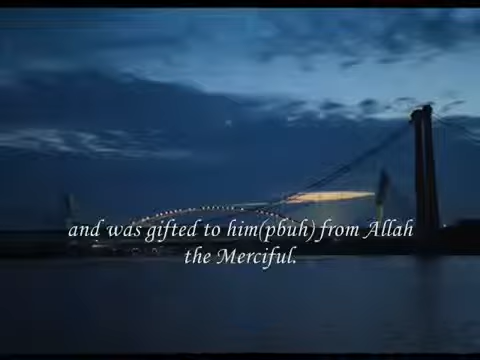 and was gifted to him(pbuh) from Allah
the Merciful.